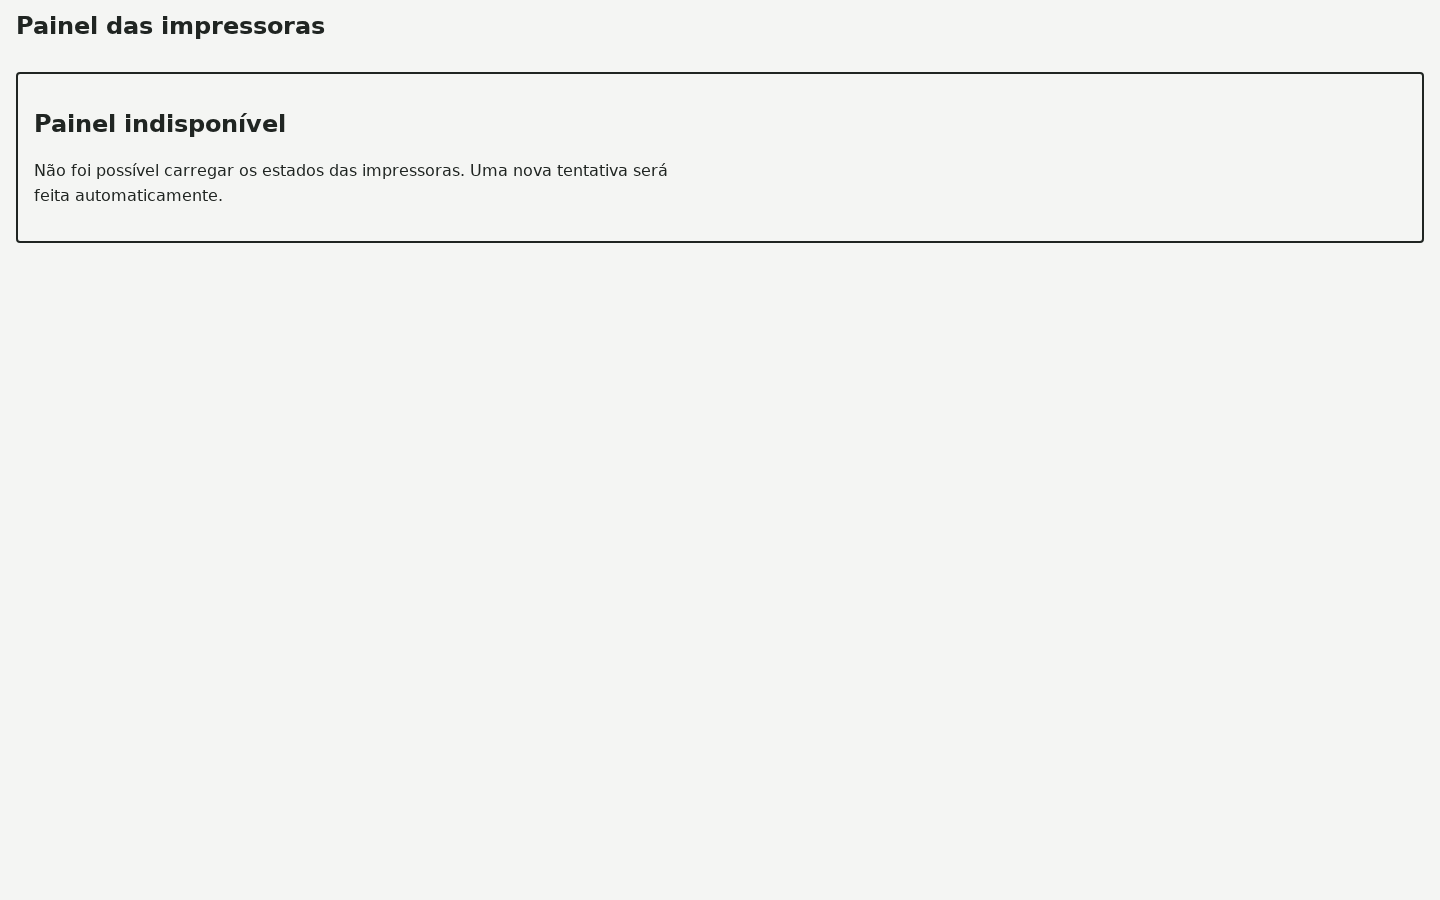 Painel das impressoras
Painel indisponível
Não foi possível carregar os estados das impressoras. Uma nova tentativa será
feita automaticamente.